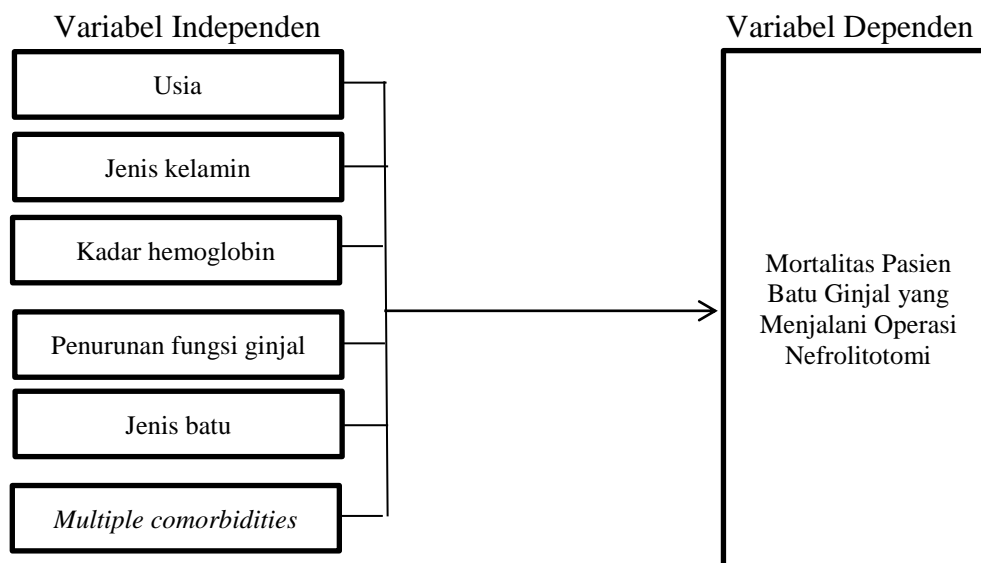 Variabel Independen
Usia
Jenis kelamin
Kadar hemoglobin
Penurunan fungsi ginjal
Jenis batu
Multiple comorbidities
Variabel Dependen
Mortalitas Pasien
Batu Ginjal yang
Menjalani Operasi
Nefrolitotomi